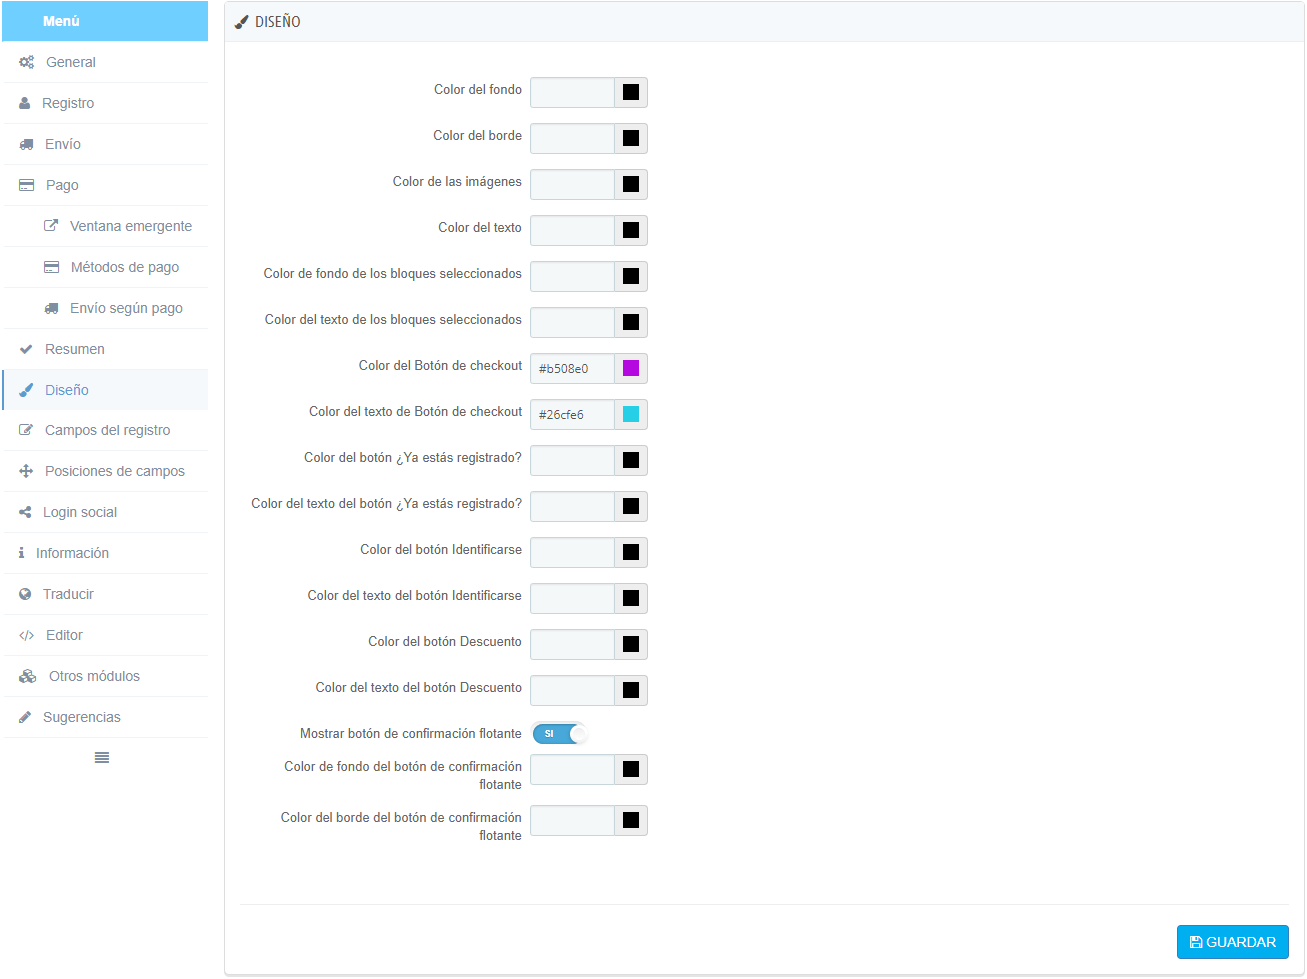 Menú
General
Registro
Envío
Pago
Ventana emergente
Métodos de pago
Envío según pago
Resumen
Diseño
Campos del registro
Posiciones de campos
Login social
Información
Traducir
Editor
Otros módulos
Sugerencias
DISEÑO
Color del fondo
Color del borde
Color de las imágenes
Color del texto
Color de fondo de los bloques seleccionados
Color del texto de los bloques seleccionados
Color del Botón de checkout #b508e0
Color del texto de Botón de checkout #26cfe6
Color del botón ¿Ya estás registrado?
Color del texto del botón ¿Ya estás registrado?
Color del botón Identificarse
Color del texto del botón Identificarse
Color del botón Descuento
Color del texto del botón Descuento
Mostrar botón de confirmación flotante SI
Color de fondo del botón de confirmación
flotante
Color del borde del botón de confirmación
flotante
GUARDAR